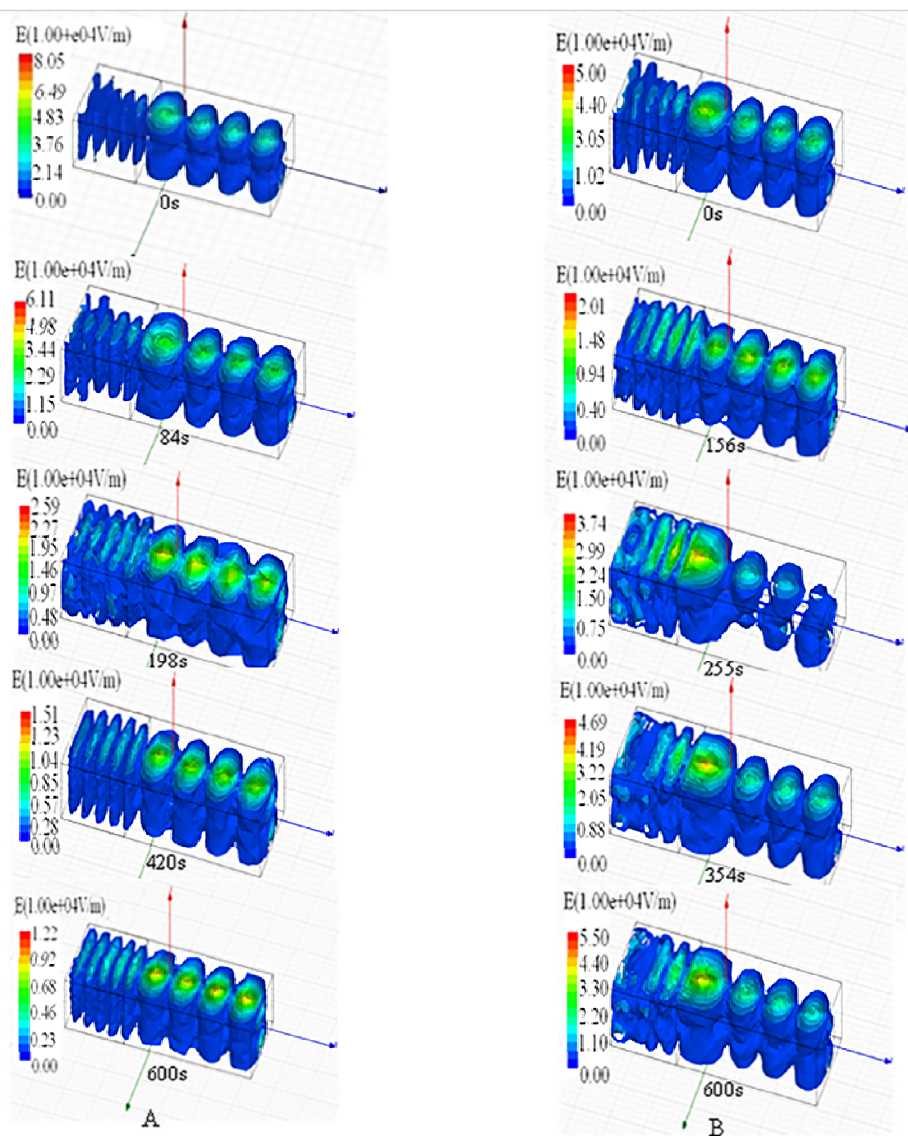 E(1.00+e04V/m)
8.05
6.49
4.83
3.76
2.14
0.00
0s
E(1.00e+04V/m)
6.11
4.98
3.44
2.29
1.15
0.00
84s
E(1.00e+04V/m)
2.59
2.27
1.95
1.46
0.97
0.48
0.00
198s
E(1.00e+04V/m)
1.51
1.23
1.04
0.85
0.57
0.28
0.00
420s
E(1.00e+04V/m)
1.22
0.92
0.68
0.46
0.23
0.00
600s
A
E(1.00e+04V/m)
5.00
4.40
3.05
1.02
0.00
0s
E(1.00e+04V/m)
2.01
1.48
0.94
0.40
0.00
156s
E(1.00e+04V/m)
3.74
2.99
2.24
1.50
0.75
0.00
255s
E(1.00e+04V/m)
4.69
4.19
3.22
2.05
0.88
0.00
354s
E(1.00e+04V/m)
5.50
4.40
3.30
2.20
1.10
0.00
600s
B